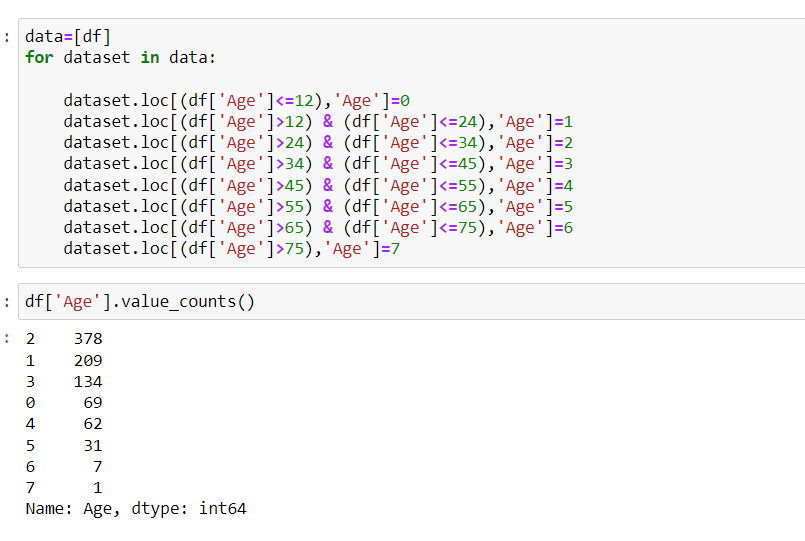 : data=[df]
for dataset in data:
dataset.loc[(df['Age']<=12),'Age']=0
dataset.loc[(df['Age']>12) & (df['Age']<=24),'Age']=1
dataset.loc[(df['Age']>24) & (df['Age']<=34),'Age']=2
dataset.loc[(df['Age']>34) & (df['Age']<=45),'Age']=3
dataset.loc[(df['Age']>45) & (df['Age']<=55),'Age']=4
dataset.loc[(df['Age']>55) & (df['Age']<=65),'Age']=5
dataset.loc[(df['Age']>65) & (df['Age']<=75),'Age']=6
dataset.loc[(df['Age']>75),'Age']=7
: df['Age'].value_counts()
: 2 378
1 209
3 134
0 69
4 62
5 31
6 7
7 1
Name: Age, dtype: int64